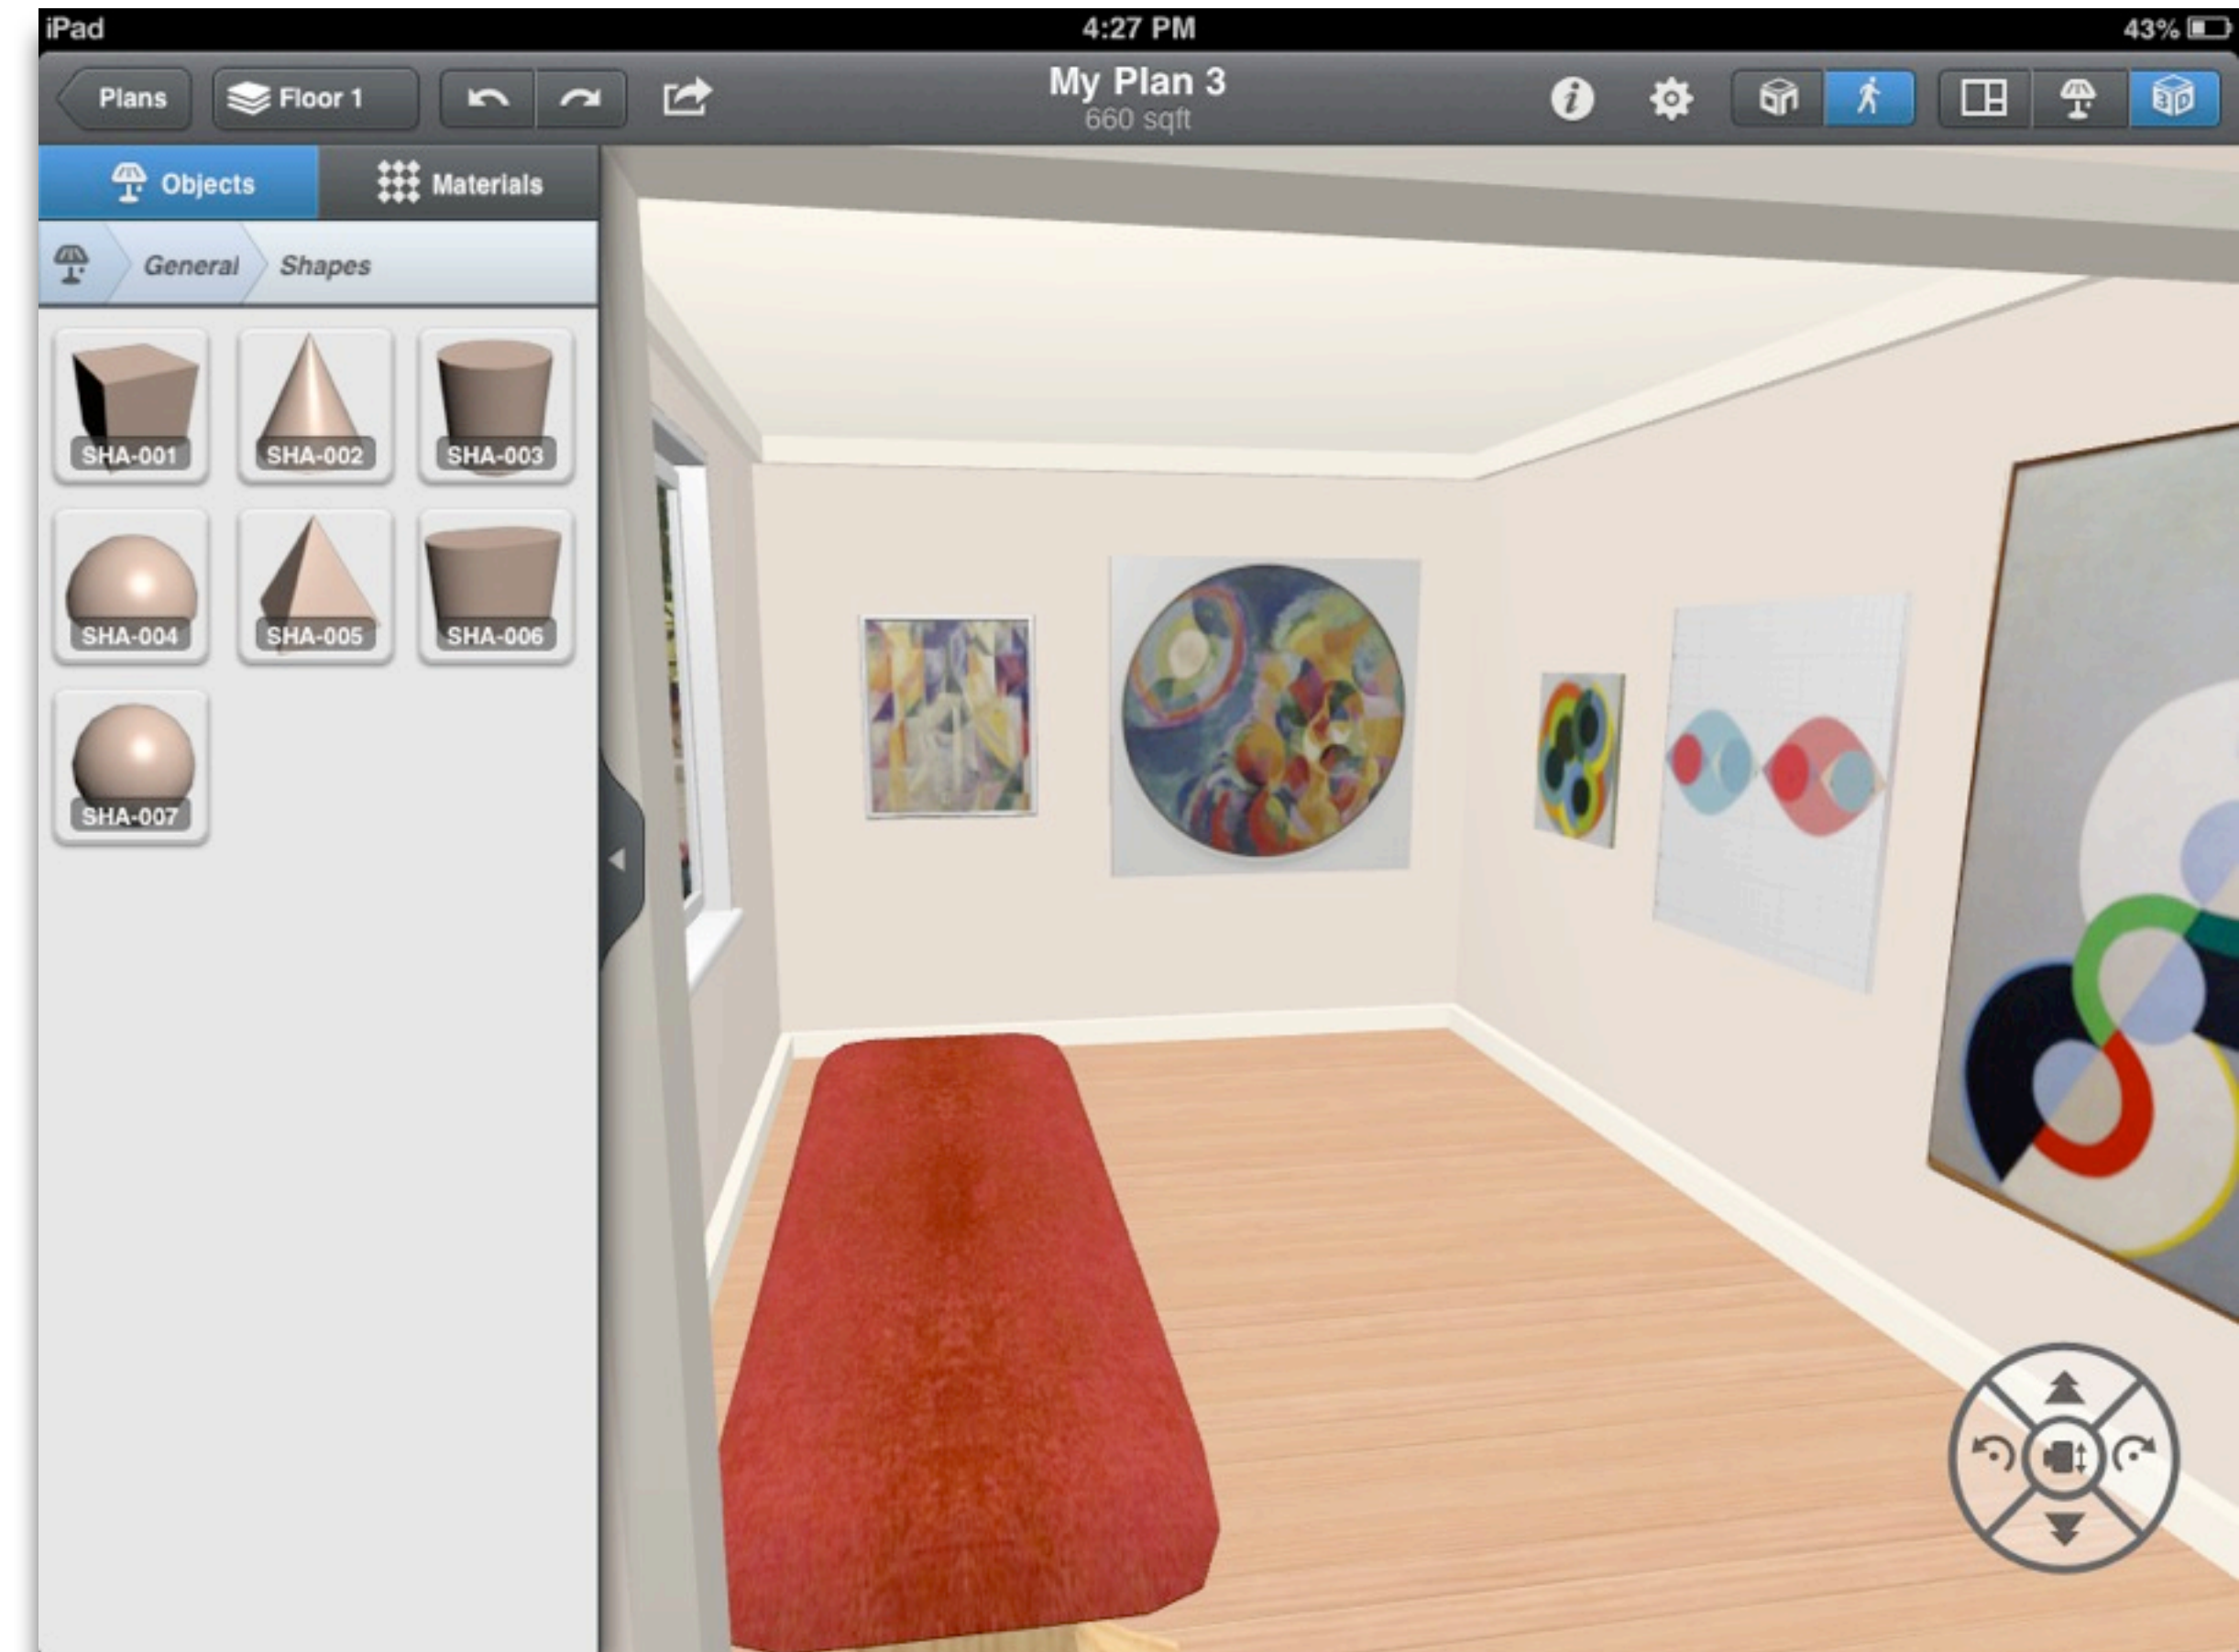 iPad
4:27 PM
43%
Plans
Floor 1
My Plan 3
660 sqft
i
3D
Objects
Materials
General
Shapes
SHA-001
SHA-002
SHA-003
SHA-004
SHA-005
SHA-006
SHA-007